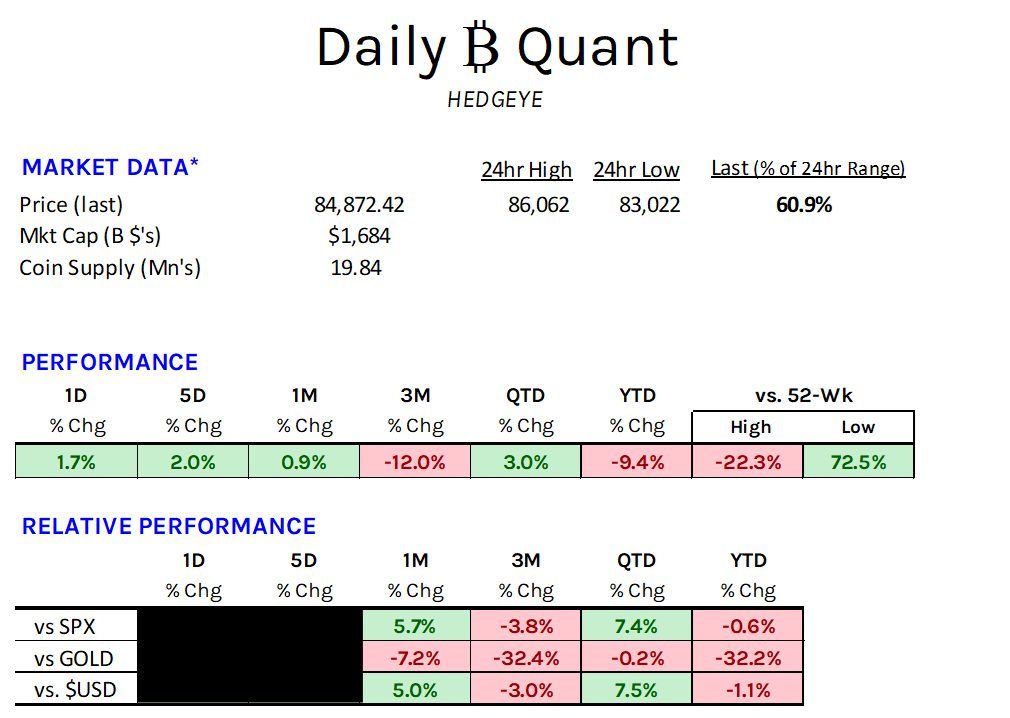 Daily ₿ Quant
HEDGEYE
MARKET DATA* 24hr High 24hr Low Last (% of 24hr Range)
Price (last) 84,872.42 86,062 83,022 60.9%
Mkt Cap (B $'s) $1,684
Coin Supply (Mn's) 19.84
PERFORMANCE
1D 5D 1M 3M QTD YTD vs. 52-Wk
% Chg % Chg % Chg % Chg % Chg % Chg High Low
1.7% 2.0% 0.9% -12.0% 3.0% -9.4% -22.3% 72.5%
RELATIVE PERFORMANCE
1D 5D 1M 3M QTD YTD
% Chg % Chg % Chg % Chg % Chg % Chg
vs SPX 5.7% -3.8% 7.4% -0.6%
vs GOLD -7.2% -32.4% -0.2% -32.2%
vs. $USD 5.0% -3.0% 7.5% -1.1%